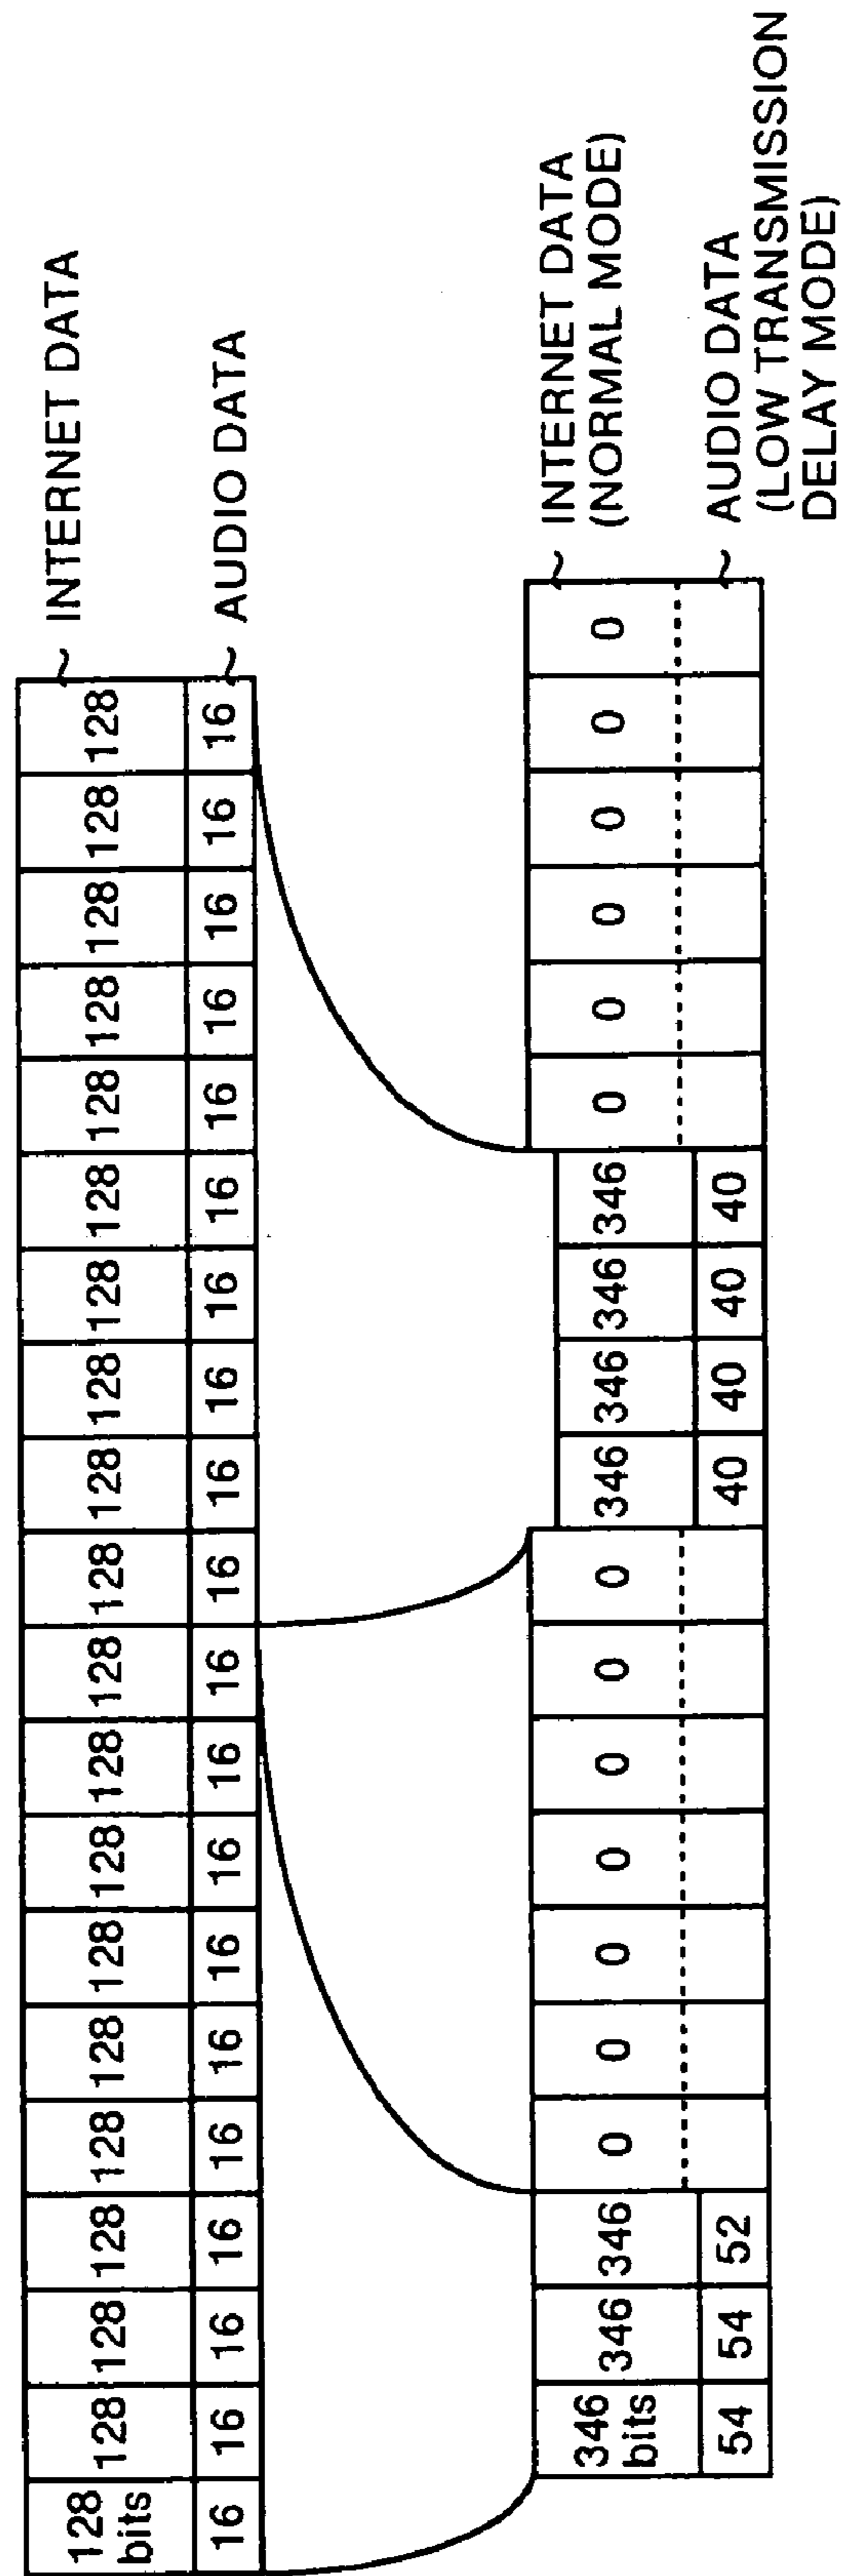 128 bits 128 128 128 128 128 128 128 128 128 128 128 128 128 128 128 128 128 128 128 INTERNET DATA
16 16 16 16 16 16 16 16 16 16 16 16 16 16 16 16 16 16 16 16 AUDIO DATA
346 bits 346 346 0 0 0 0 0 0 0 346 346 346 346 0 0 0 0 0 0 INTERNET DATA
(NORMAL MODE)
54 54 52 40 40 40 40 AUDIO DATA
(LOW TRANSMISSION
DELAY MODE)